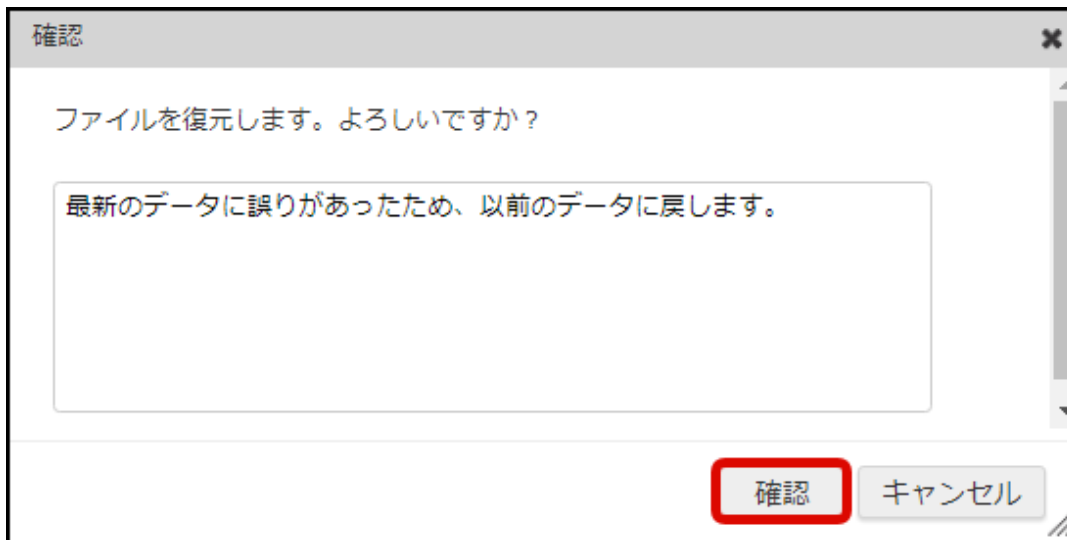 確認
ファイルを復元します。よろしいですか？
最新のデータに誤りがあったため、以前のデータに戻します。
確認
キャンセル